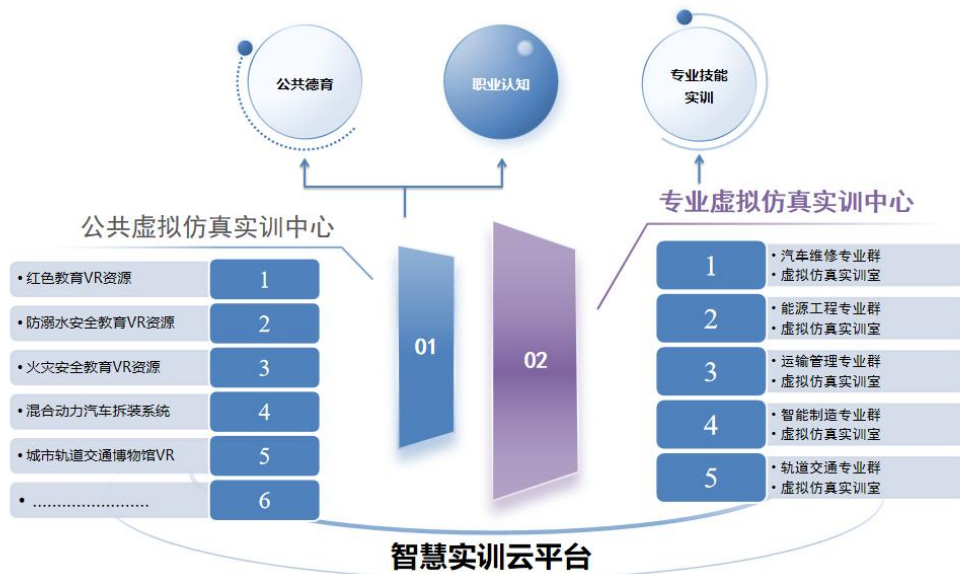 公共德育
职业认知
专业技能
实训
公共虚拟仿真实训中心
专业虚拟仿真实训中心
• 红色教育VR资源
1
• 防溺水安全教育VR资源
2
• 火灾安全教育VR资源
3
• 混合动力汽车拆装系统
4
• 城市轨道交通博物馆VR
5
• ........................
6
01
02
1
• 汽车维修专业群
• 虚拟仿真实训室
2
• 能源工程专业群
• 虚拟仿真实训室
3
• 运输管理专业群
• 虚拟仿真实训室
4
• 智能制造专业群
• 虚拟仿真实训室
5
• 轨道交通专业群
• 虚拟仿真实训室
智慧实训云平台